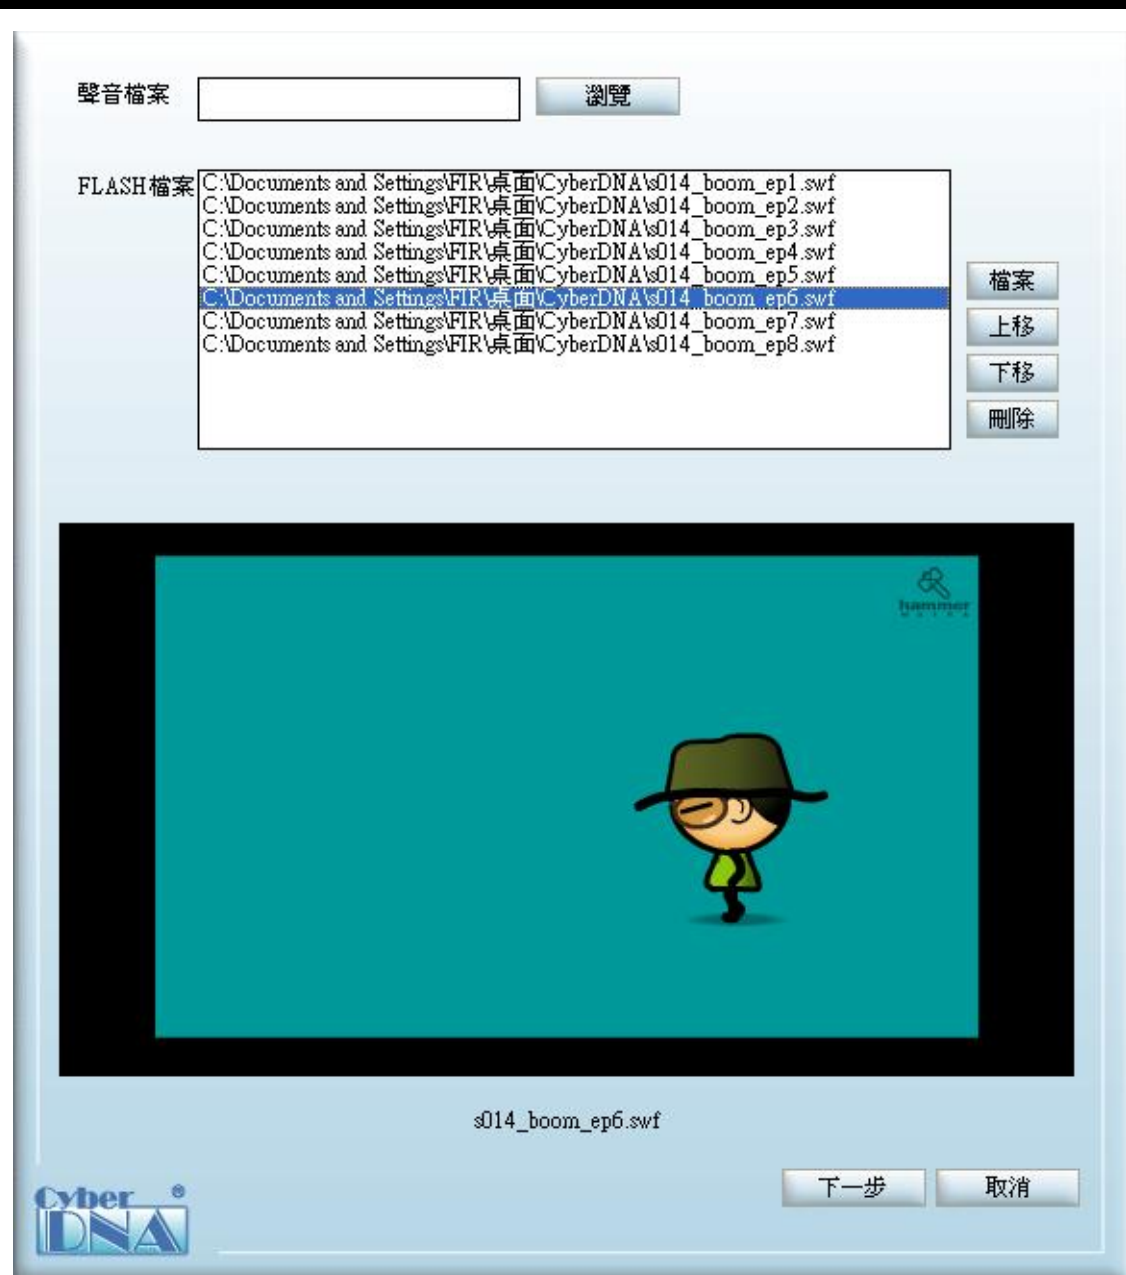 聲音檔案
瀏覽
FLASH檔案
C:\Documents and Settings\FIR\桌面\CyberDNA\s014_boom_ep1.swf
C:\Documents and Settings\FIR\桌面\CyberDNA\s014_boom_ep2.swf
C:\Documents and Settings\FIR\桌面\CyberDNA\s014_boom_ep3.swf
C:\Documents and Settings\FIR\桌面\CyberDNA\s014_boom_ep4.swf
C:\Documents and Settings\FIR\桌面\CyberDNA\s014_boom_ep5.swf
C:\Documents and Settings\FIR\桌面\CyberDNA\s014_boom_ep6.swf
C:\Documents and Settings\FIR\桌面\CyberDNA\s014_boom_ep7.swf
C:\Documents and Settings\FIR\桌面\CyberDNA\s014_boom_ep8.swf
檔案
上移
下移
刪除
hammer
s014_boom_ep6.swf
下一步
取消
Cyber ®
DNA